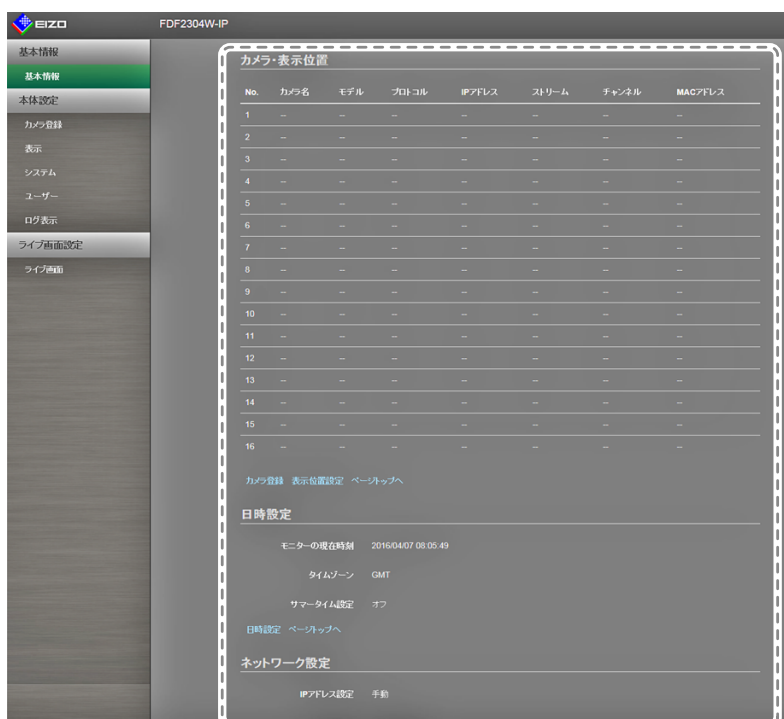 EIZO FDF2304W-IP
基本情報
基本情報
本体設定
カメラ登録
表示
システム
ユーザー
ログ表示
ライブ画面設定
ライブ画面
カメラ・表示位置
No. カメラ名 モデル プロトコル IPアドレス ストリーム チャンネル MACアドレス
1 -- -- -- -- -- -- --
2 -- -- -- -- -- -- --
3 -- -- -- -- -- -- --
4 -- -- -- -- -- -- --
5 -- -- -- -- -- -- --
6 -- -- -- -- -- -- --
7 -- -- -- -- -- -- --
8 -- -- -- -- -- -- --
9 -- -- -- -- -- -- --
10 -- -- -- -- -- -- --
11 -- -- -- -- -- -- --
12 -- -- -- -- -- -- --
13 -- -- -- -- -- -- --
14 -- -- -- -- -- -- --
15 -- -- -- -- -- -- --
16 -- -- -- -- -- -- --
カメラ登録 表示位置設定 ページトップへ
日時設定
モニターの現在時刻 2016/04/07 08:05:49
タイムゾーン GMT
サマータイム設定 オフ
日時設定 ページトップへ
ネットワーク設定
IPアドレス設定 手動